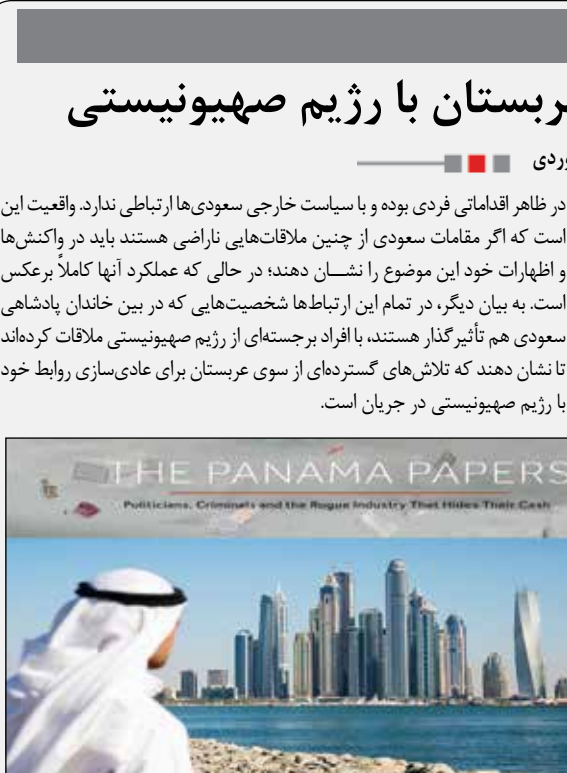 ربستان با رژیم صهیونیستی
وردی
در ظاهر اقداماتی فردی بوده و با سیاست خارجی سعودی‌ها ارتباطی ندارد. واقعیت این
است که اگر مقامات سعودی از چنین ملاقات‌هایی ناراضی هستند باید در واکنش‌ها
و اظهارات خود این موضوع را نشان دهند؛ در حالی که عملکرد آنها کاملاً برعکس
است. به بیان دیگر، در تمام این ارتباط‌ها شخصیت‌هایی که در بین خاندان پادشاهی
سعودی هم تأثیرگذار هستند، با افراد برجسته‌ای از رژیم صهیونیستی ملاقات کرده‌اند
تا نشان دهند که تلاش‌های گسترده‌ای از سوی عربستان برای عادی‌سازی روابط خود
با رژیم صهیونیستی در جریان است.
THE PANAMA PAPERS
Politicians, Criminals and the Rogue Industry That Hides Their Cash